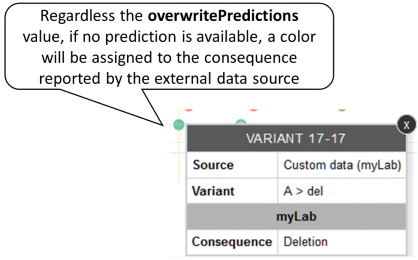 Regardless the overwritePredictions
value, if no prediction is available, a color
will be assigned to the consequence
reported by the external data source
X
VARIANT 17-17
Source Custom data (myLab)
Variant A > del
myLab
Consequence Deletion